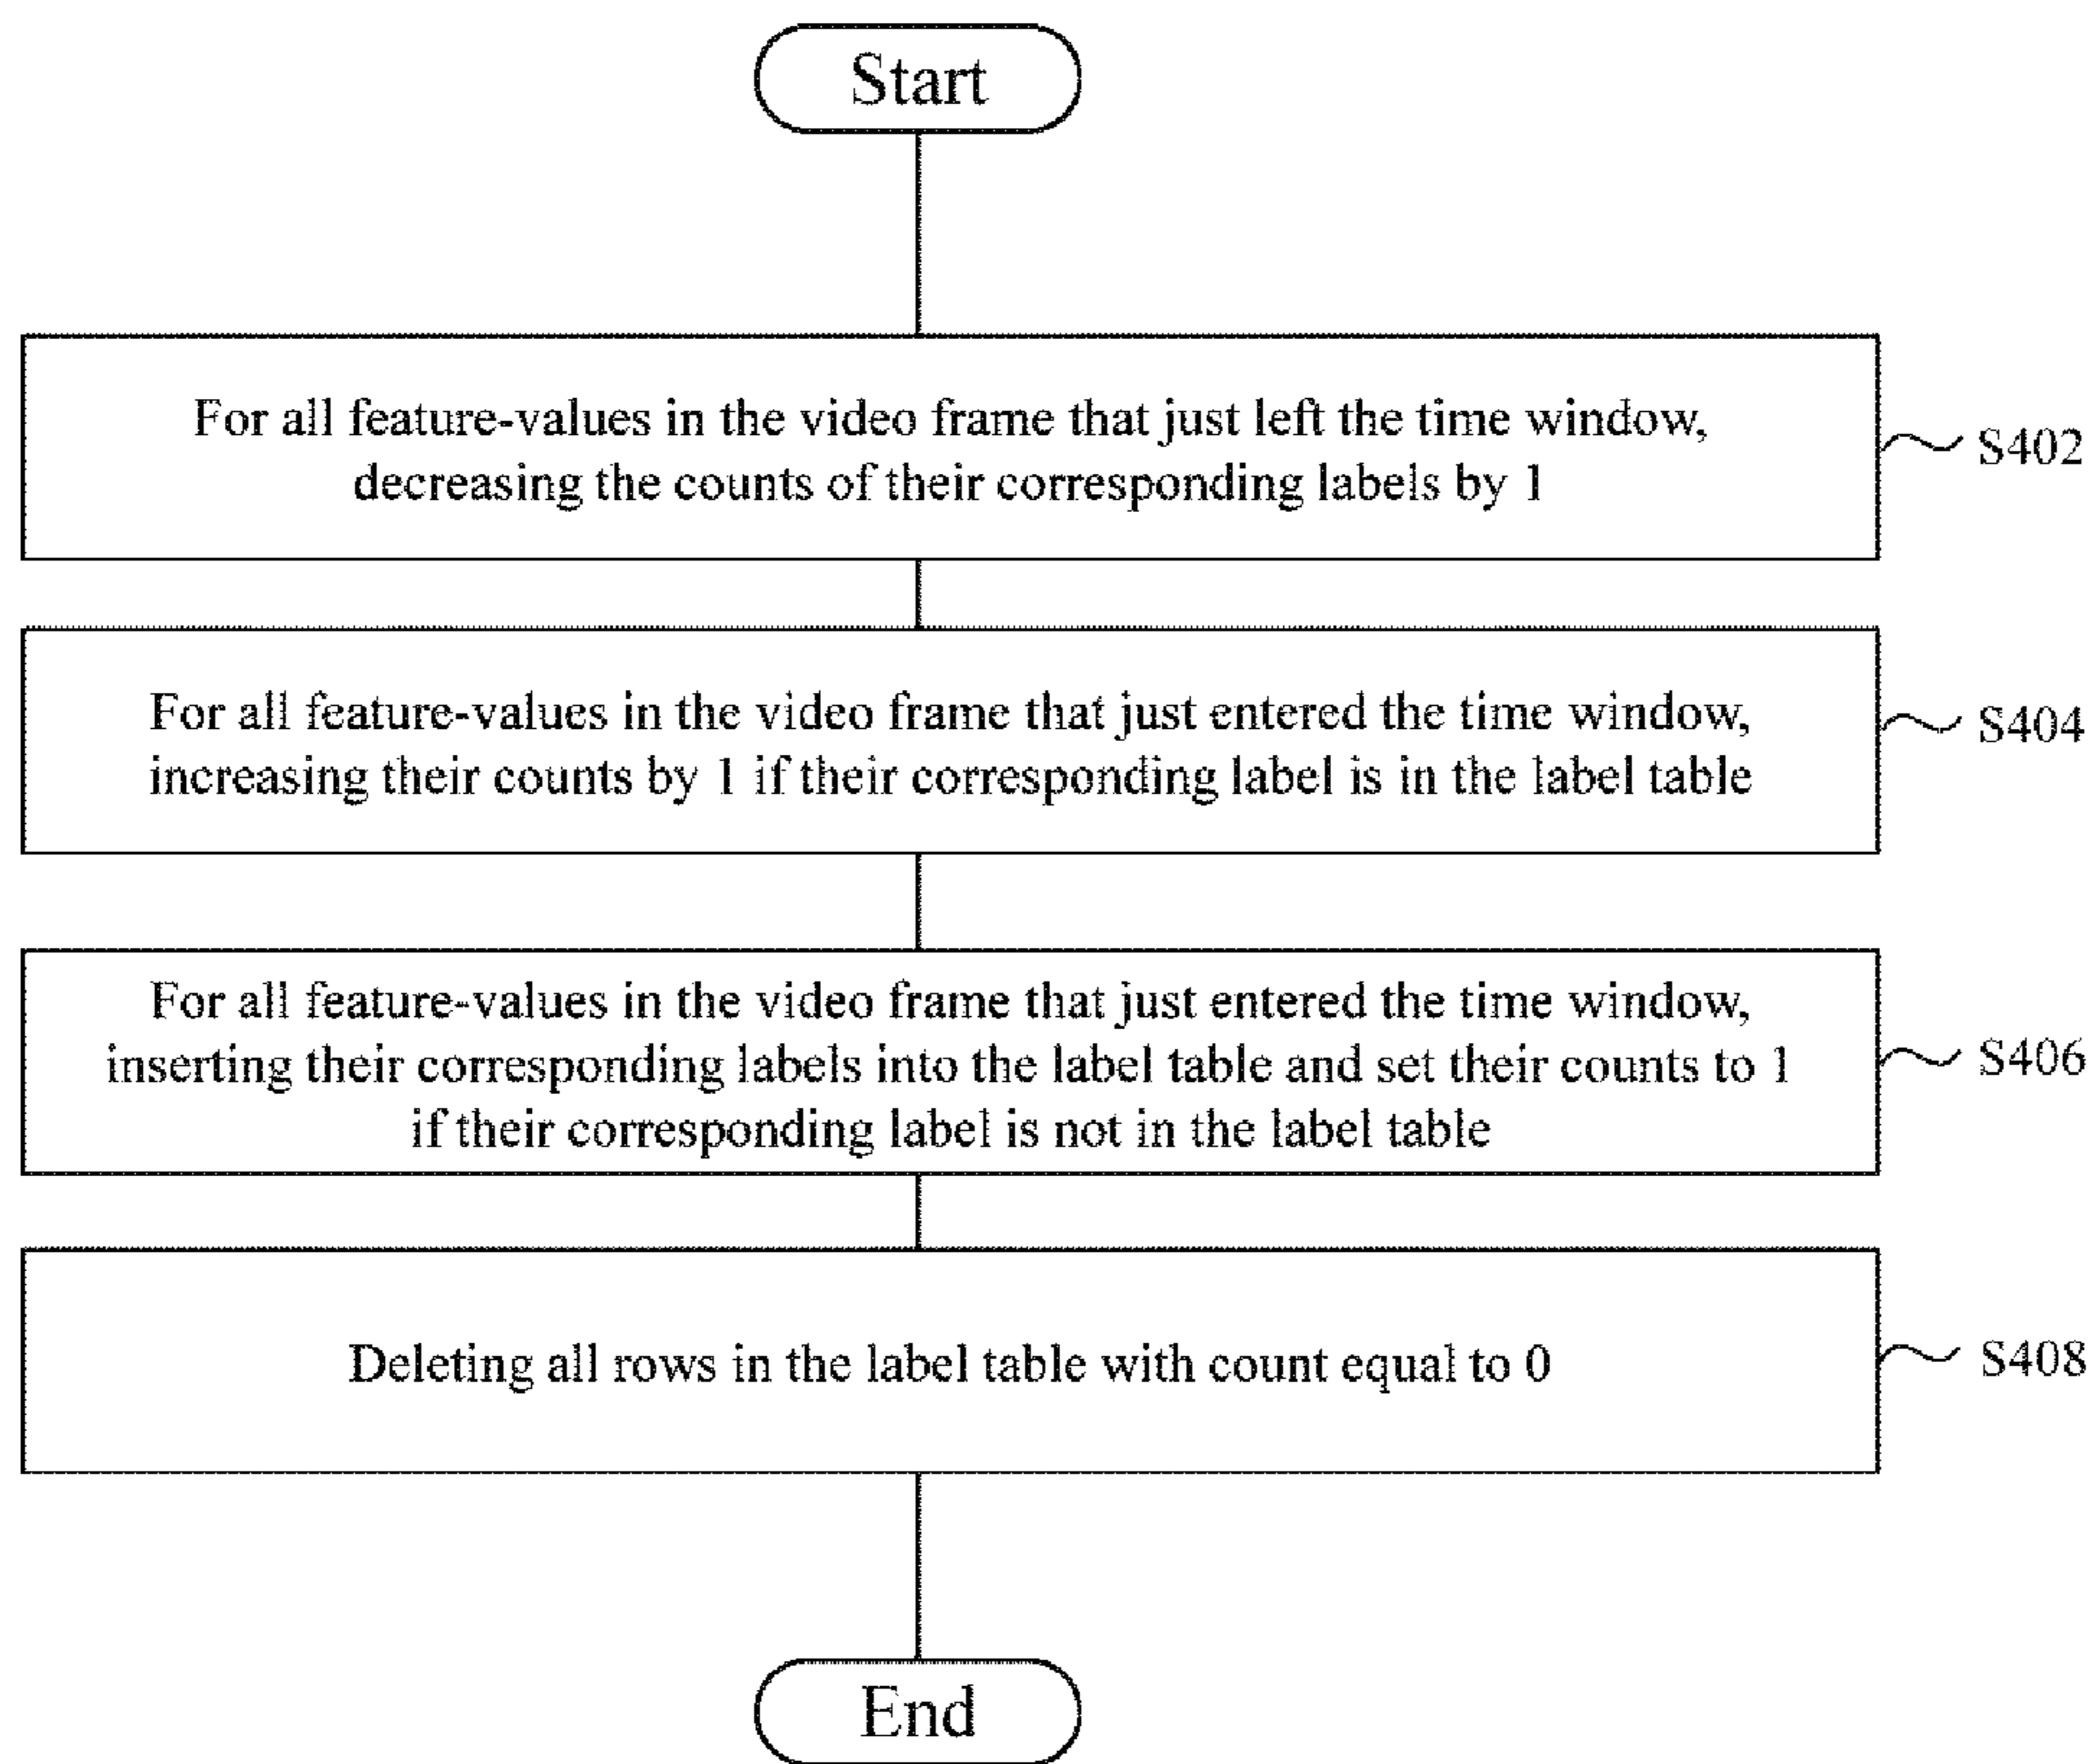 Start
For all feature-values in the video frame that just left the time window,
decreasing the counts of their corresponding labels by 1
S402
For all feature-values in the video frame that just entered the time window,
increasing their counts by 1 if their corresponding label is in the label table
S404
For all feature-values in the video frame that just entered the time window,
inserting their corresponding labels into the label table and set their counts to 1
if their corresponding label is not in the label table
S406
Deleting all rows in the label table with count equal to 0
S408
End